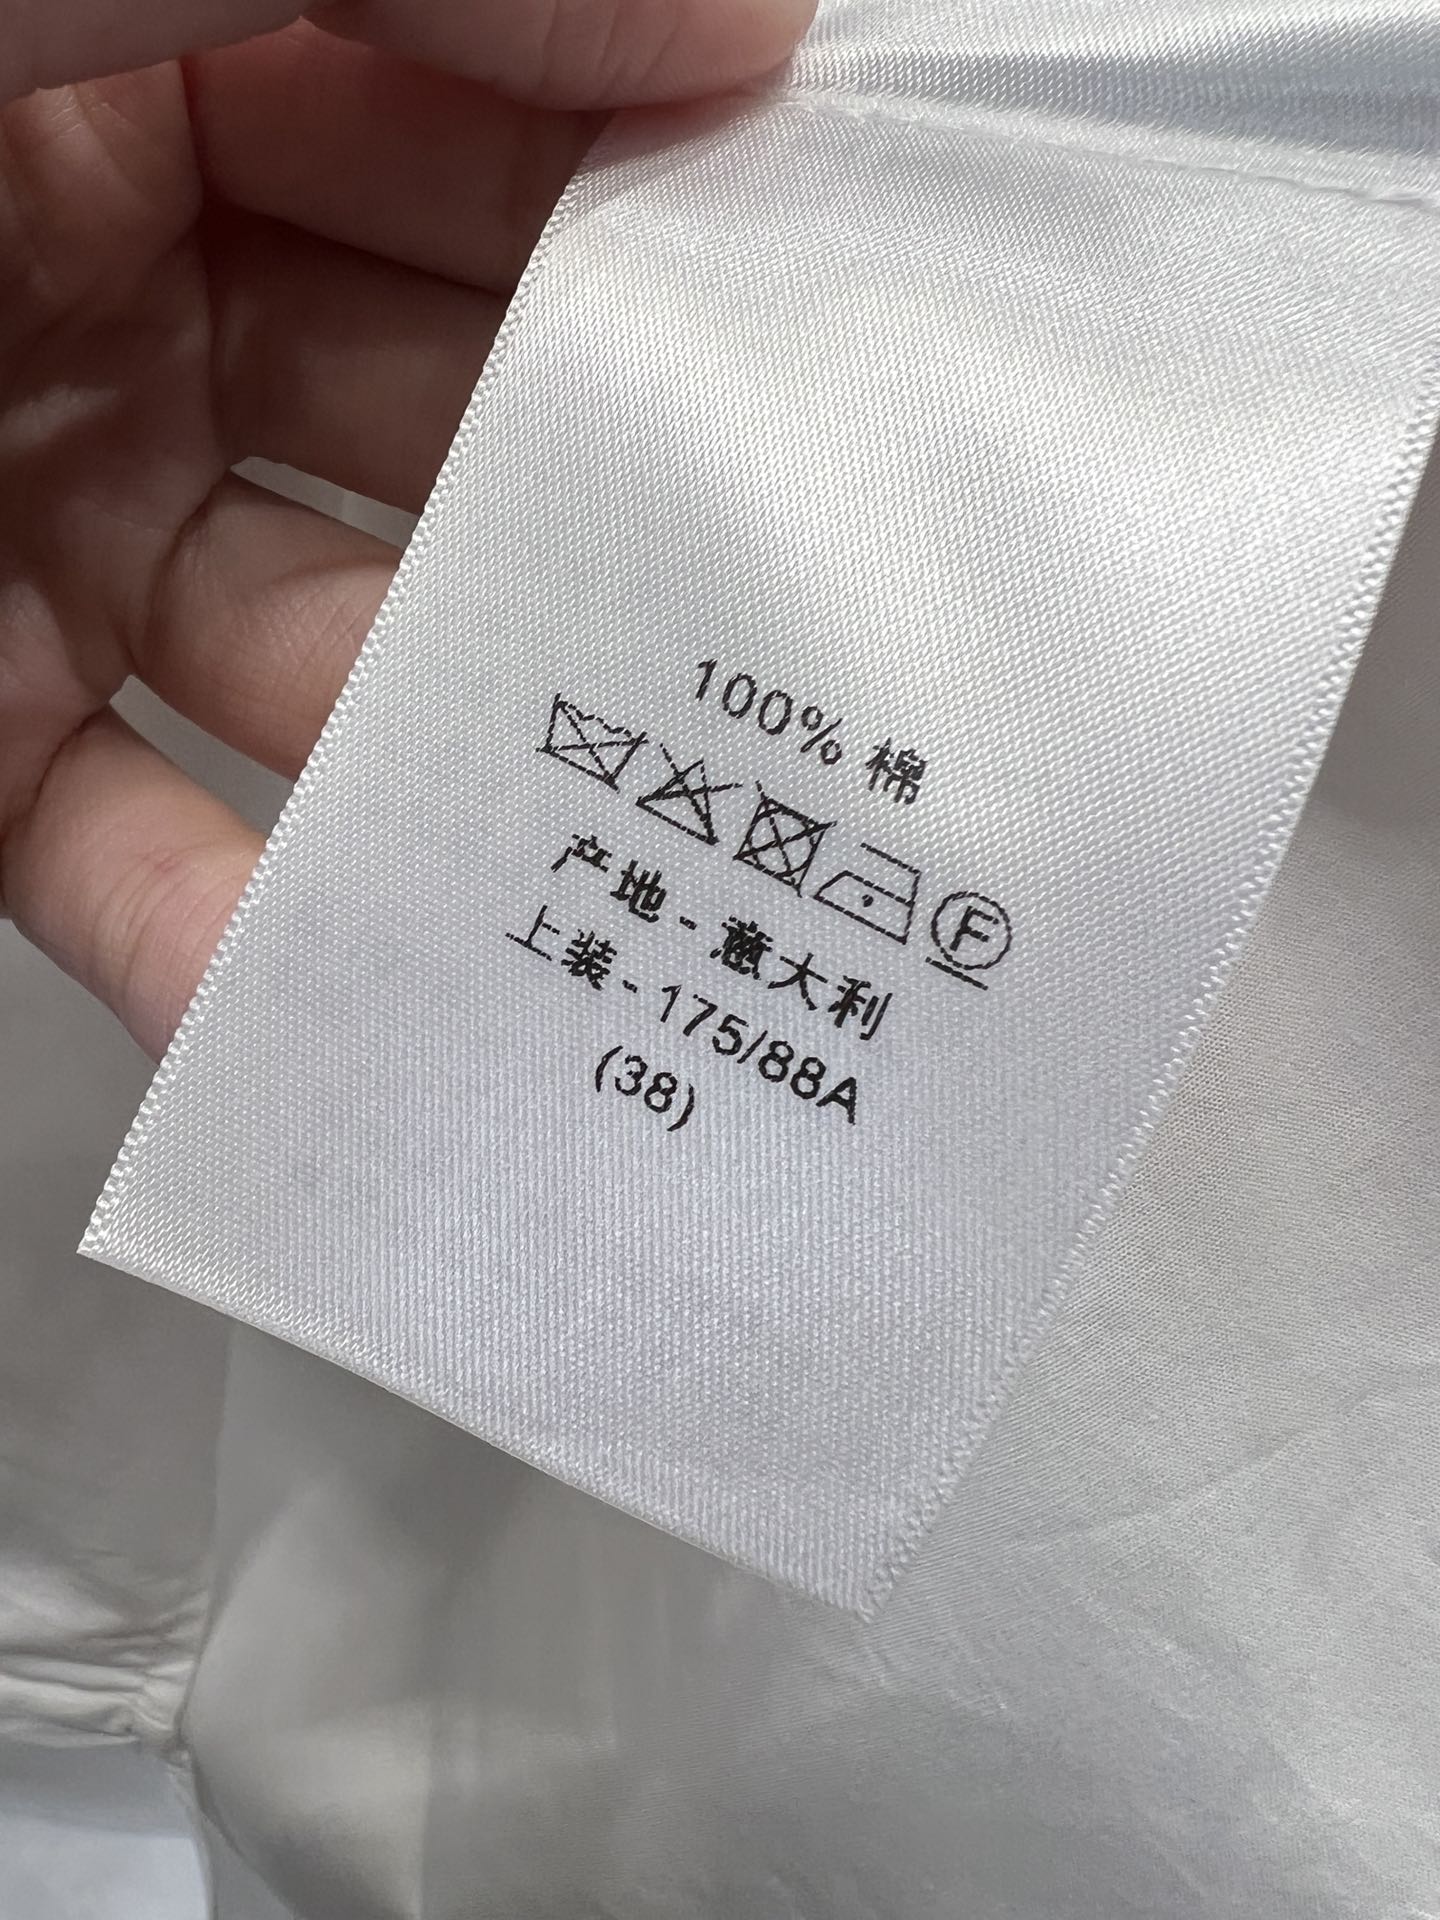 100% 棉
F
产地 - 意大利
上装 - 175/88A
(38)